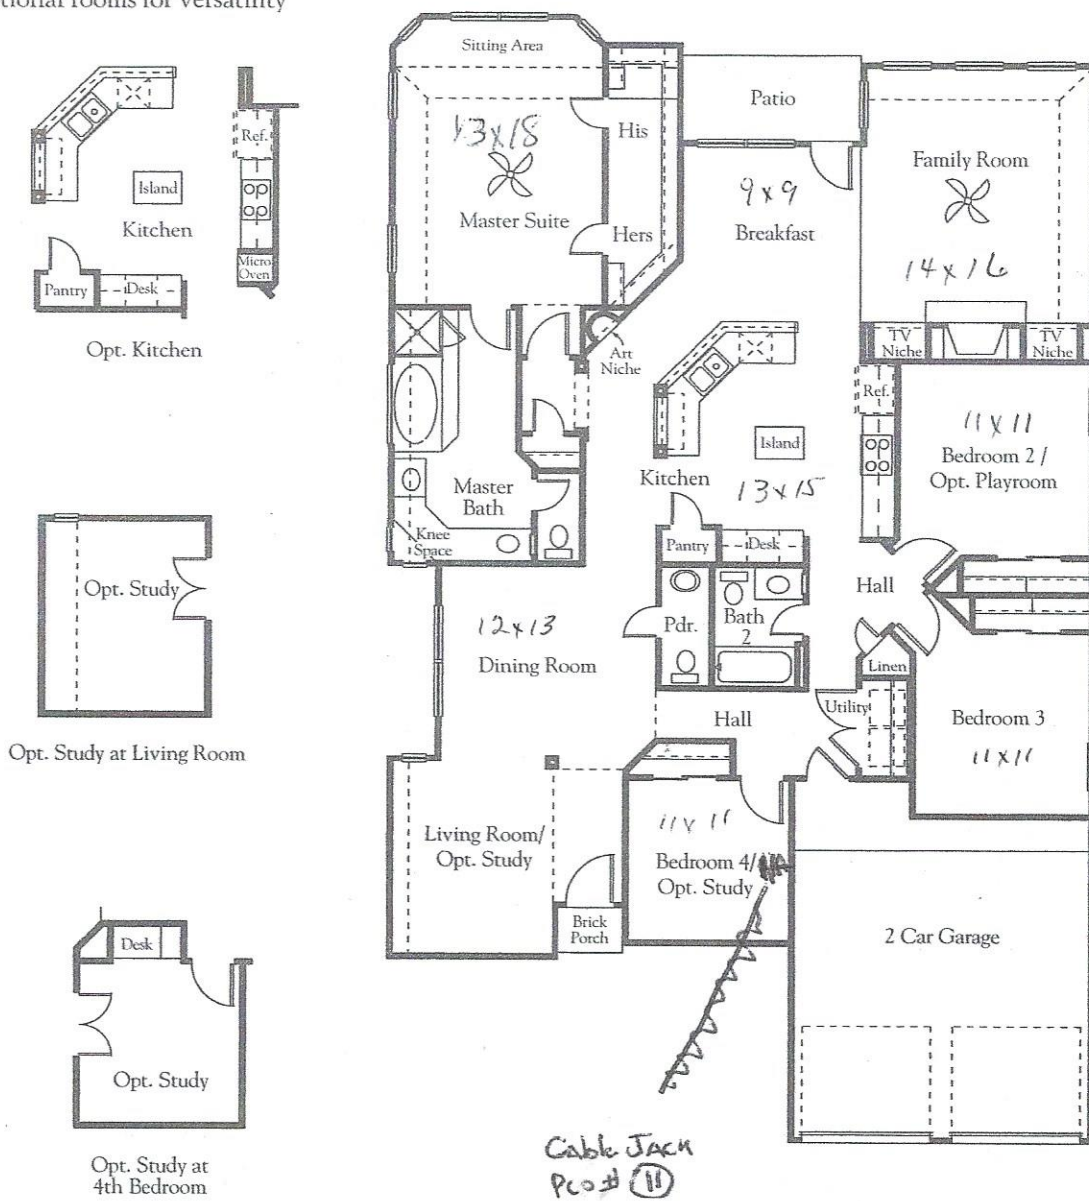 tional rooms for versatility
Ref.
Island
Kitchen
Micro
Oven
Pantry
Desk
Opt. Kitchen
Opt. Study
Opt. Study at Living Room
Desk
Opt. Study
Opt. Study at
4th Bedroom
Sitting Area
13x18
Master Suite
His
Hers
Patio
9x9
Breakfast
Family Room
14x16
TV
Niche
TV
Niche
Art
Niche
Ref.
11x11
Bedroom 2 /
Opt. Playroom
Island
Kitchen
13x15
Master
Bath
Knee
Space
Pantry
Desk
Hall
12x13
Dining Room
Pdr.
Bath
2
Linen
Hall
Utility
Bedroom 3
11x11
Living Room/
Opt. Study
11x11
Bedroom 4/
Opt. Study
Brick
Porch
2 Car Garage
Cable JACK
PCO# 11